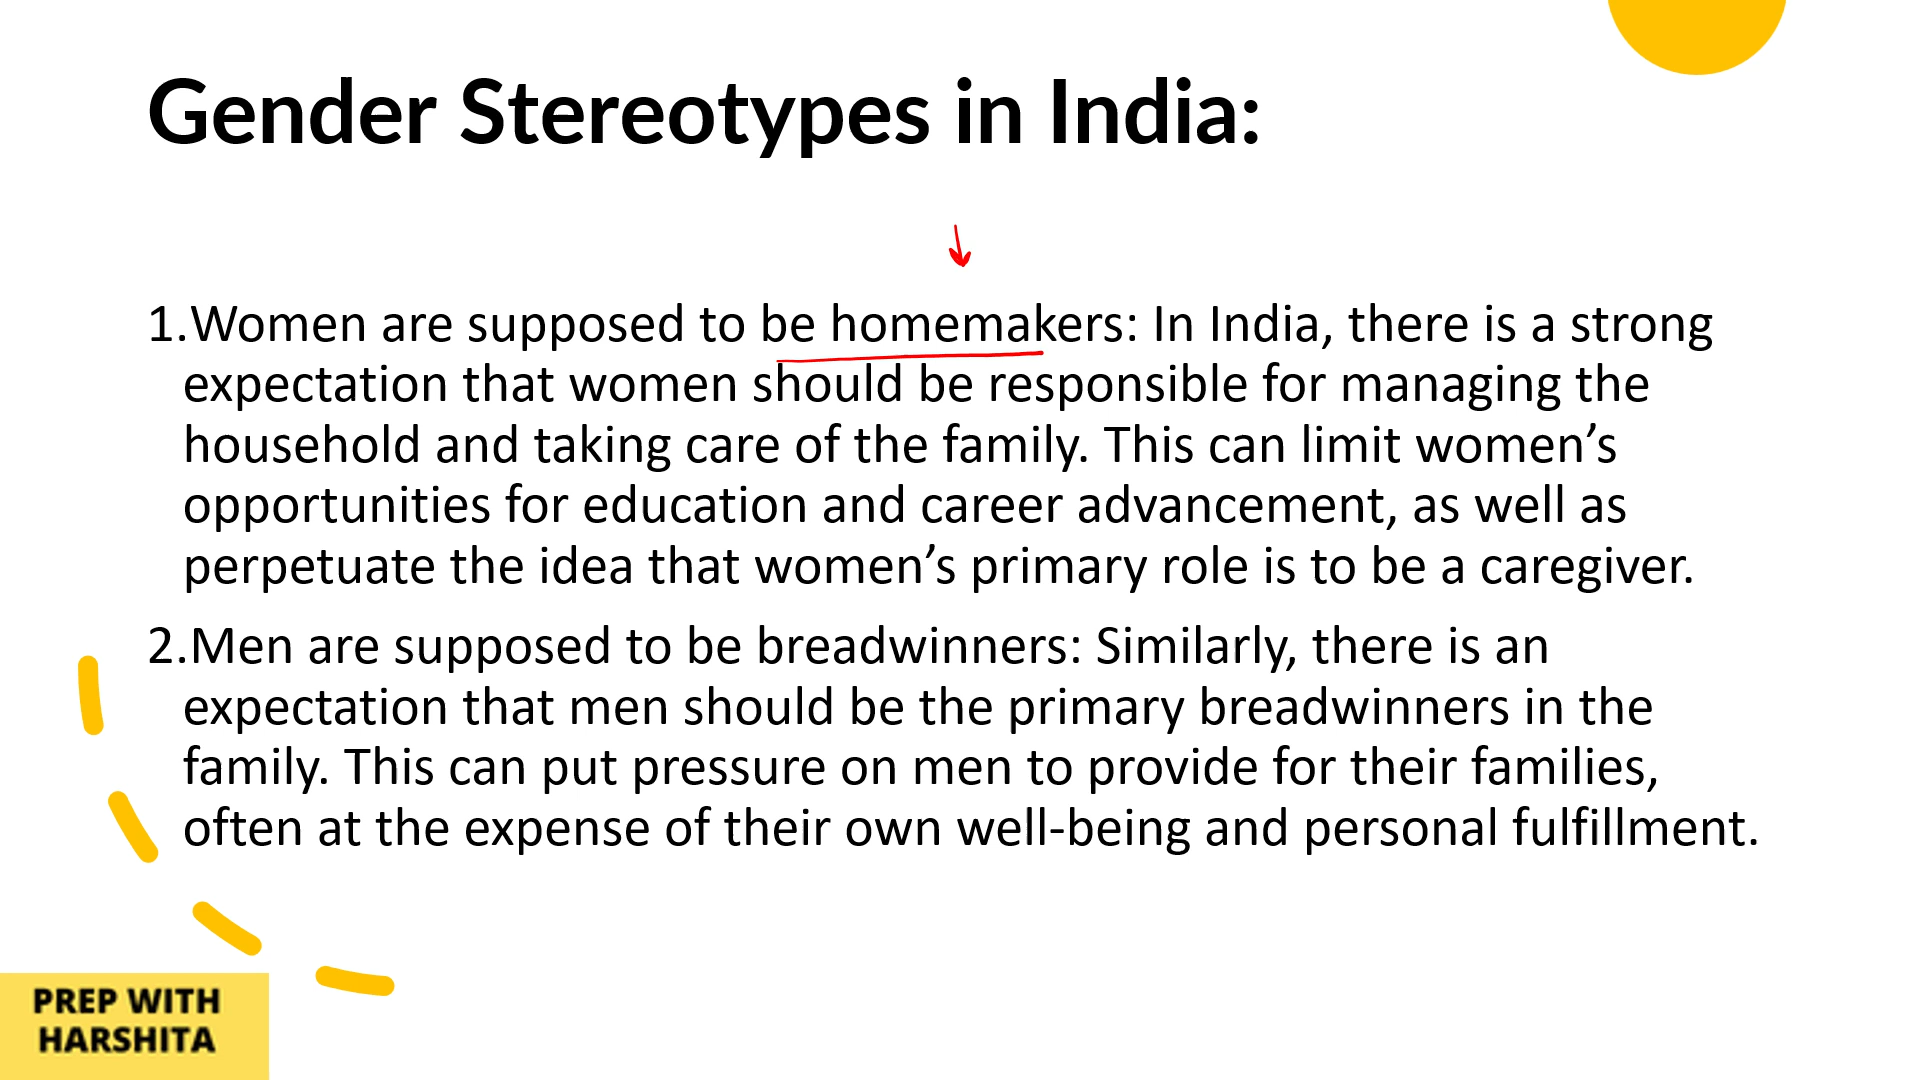 Gender Stereotypes in India:
1.Women are supposed to be homemakers: In India, there is a strong
expectation that women should be responsible for managing the
household and taking care of the family. This can limit women’s
opportunities for education and career advancement, as well as
perpetuate the idea that women’s primary role is to be a caregiver.
2.Men are supposed to be breadwinners: Similarly, there is an
expectation that men should be the primary breadwinners in the
family. This can put pressure on men to provide for their families,
often at the expense of their own well-being and personal fulfillment.
PREP WITH
HARSHITA